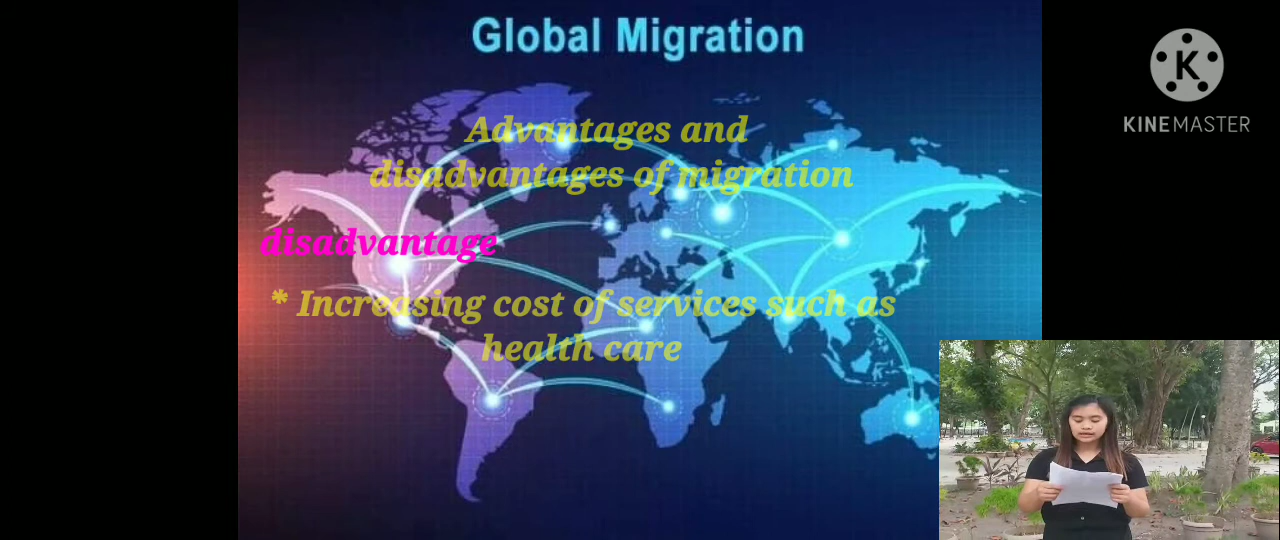 Global Migration
Advantages and
disadvantages of migration
disadvantage
* Increasing cost of services such as
health care
K
KINEMASTER